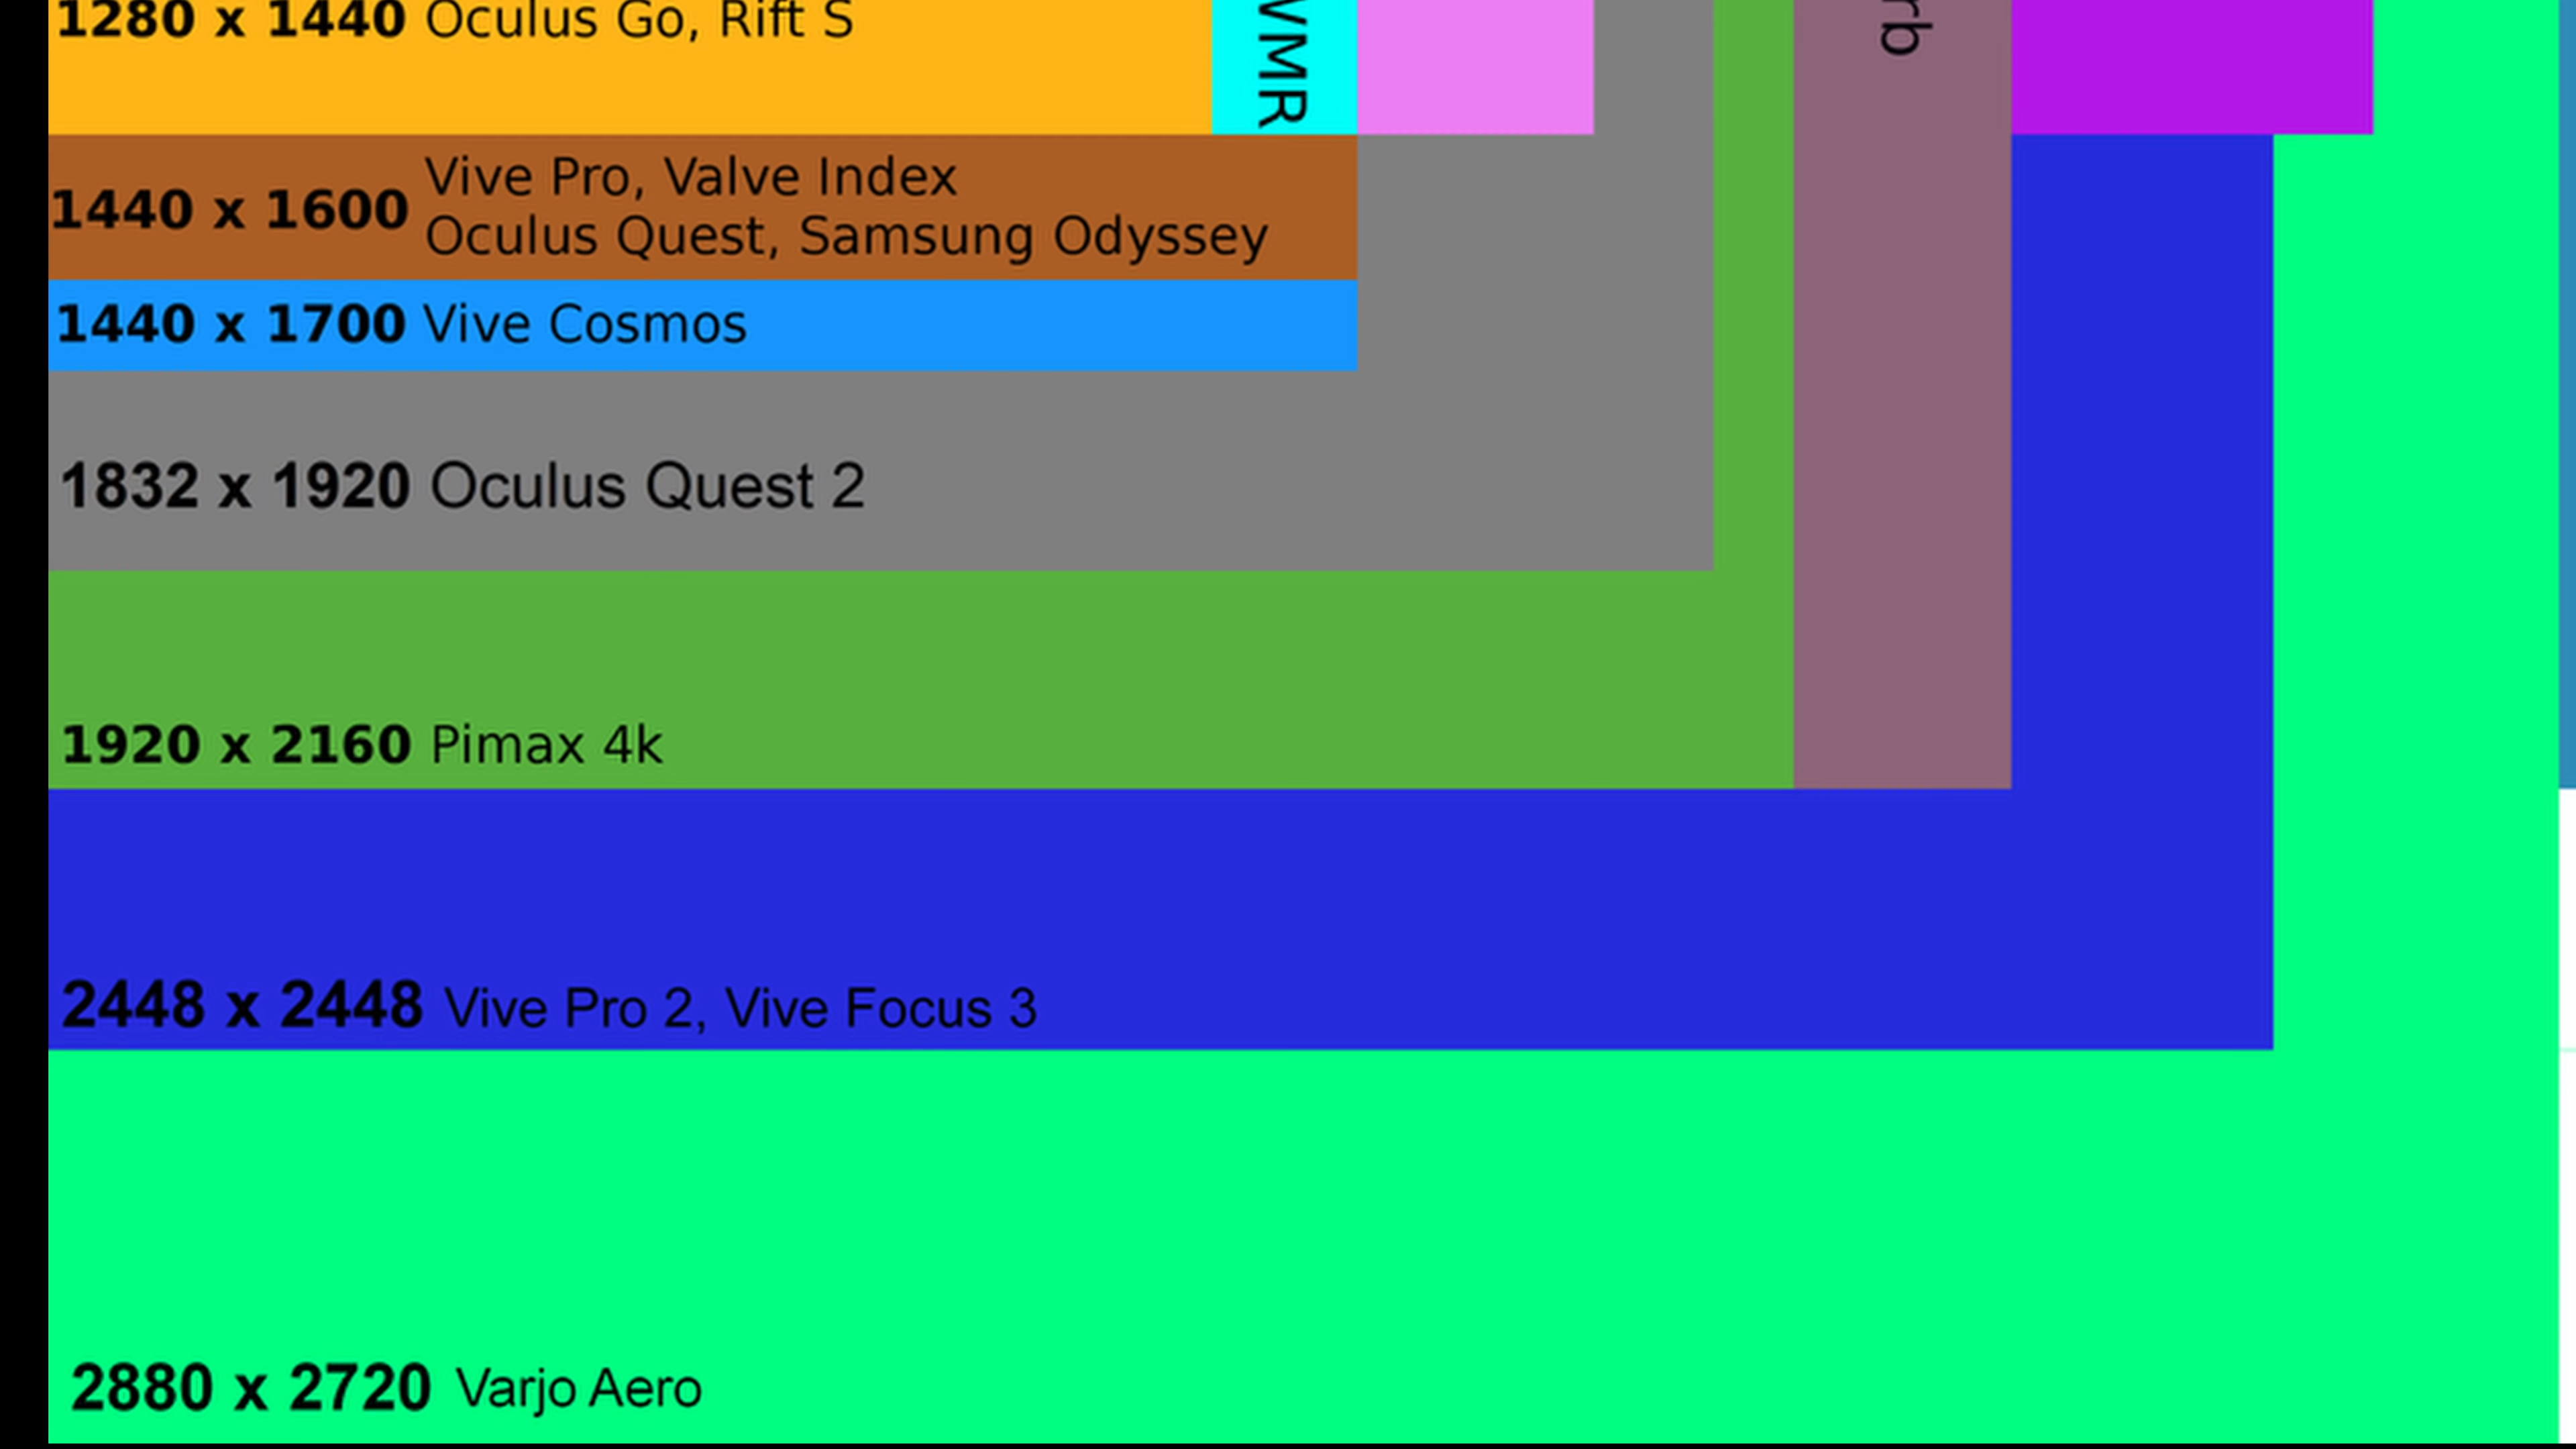 1280 x 1440 Oculus Go, Rift S
WMR
rb
Vive Pro, Valve Index
1440 x 1600
Oculus Quest, Samsung Odyssey
1440 x 1700 Vive Cosmos
1832 x 1920 Oculus Quest 2
1920 x 2160 Pimax 4k
2448 x 2448 Vive Pro 2, Vive Focus 3
2880 x 2720 Varjo Aero